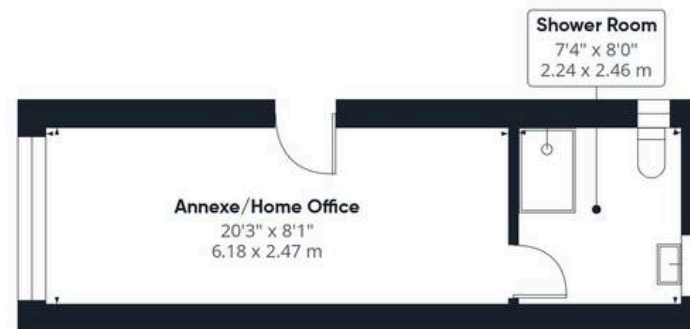 Shower Room
7'4" x 8'0"
2.24 x 2.46 m
Annexe/Home Office
20'3" x 8'1"
6.18 x 2.47 m